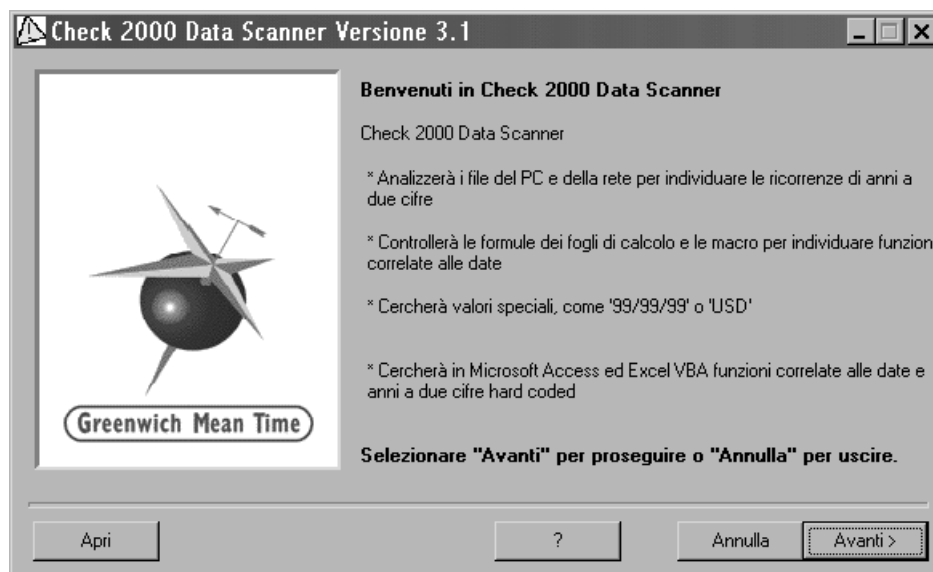 Check 2000 Data Scanner Versione 3.1
Benvenuti in Check 2000 Data Scanner
Check 2000 Data Scanner
* Analizzerà i file del PC e della rete per individuare le ricorrenze di anni a
due cifre
* Controllerà le formule dei fogli di calcolo e le macro per individuare funzion
correlate alle date
* Cercherà valori speciali, come '99/99/99' o 'USD'
* Cercherà in Microsoft Access ed Excel VBA funzioni correlate alle date e
anni a due cifre hard coded
Greenwich Mean Time
Selezionare "Avanti" per proseguire o "Annulla" per uscire.
Apri
?
Annulla
Avanti >